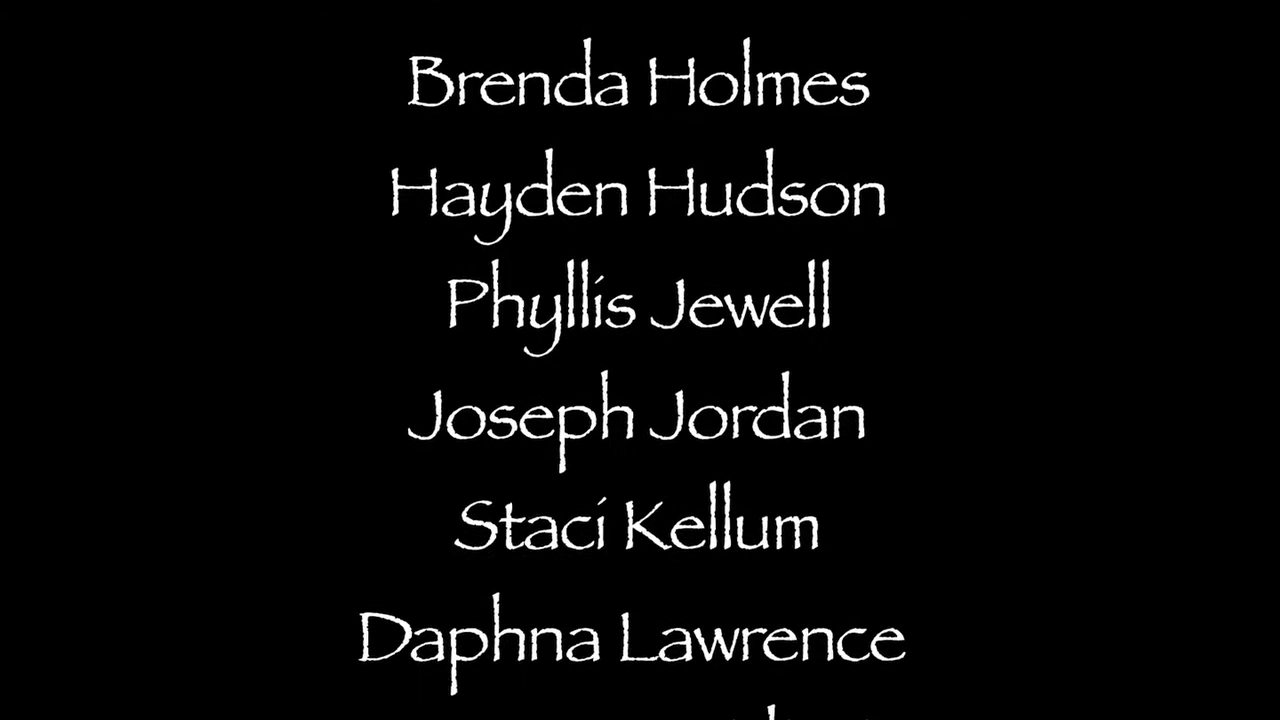 Brenda Holmes
Hayden Hudson
Phyllis Jewell
Joseph Jordan
Staci Kellum
Daphna Lawrence